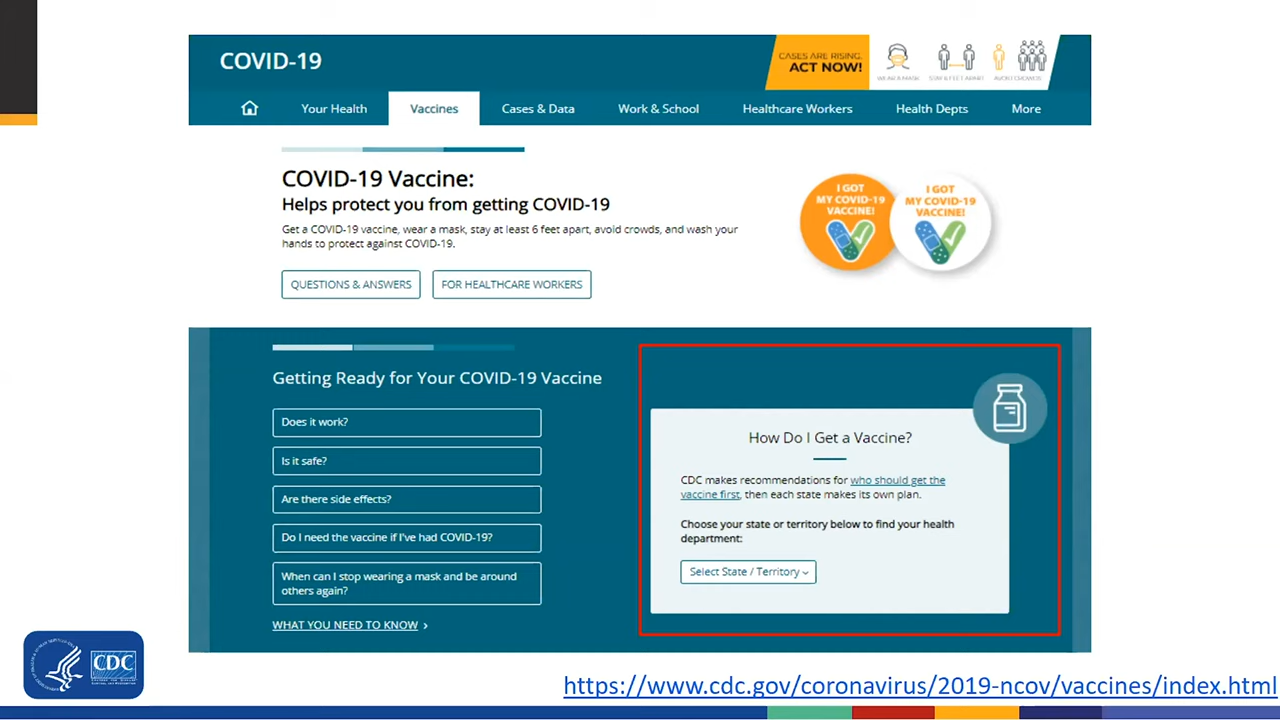 COVID-19
CASES ARE RISING.
ACT NOW!
WEAR A MASK
STAY 6 FEET APART
AVOID CROWDS
Your Health
Vaccines
Cases & Data
Work & School
Healthcare Workers
Health Depts
More
COVID-19 Vaccine:
Helps protect you from getting COVID-19
Get a COVID-19 vaccine, wear a mask, stay at least 6 feet apart, avoid crowds, and wash your
hands to protect against COVID-19.
QUESTIONS & ANSWERS
FOR HEALTHCARE WORKERS
I GOT
MY COVID-19
VACCINE!
I GOT
MY COVID-19
VACCINE!
Getting Ready for Your COVID-19 Vaccine
Does it work?
Is it safe?
Are there side effects?
Do I need the vaccine if I've had COVID-19?
When can I stop wearing a mask and be around
others again?
WHAT YOU NEED TO KNOW ›
How Do I Get a Vaccine?
CDC makes recommendations for who should get the
vaccine first, then each state makes its own plan.
Choose your state or territory below to find your health
department:
Select State / Territory
CDC
https://www.cdc.gov/coronavirus/2019-ncov/vaccines/index.html